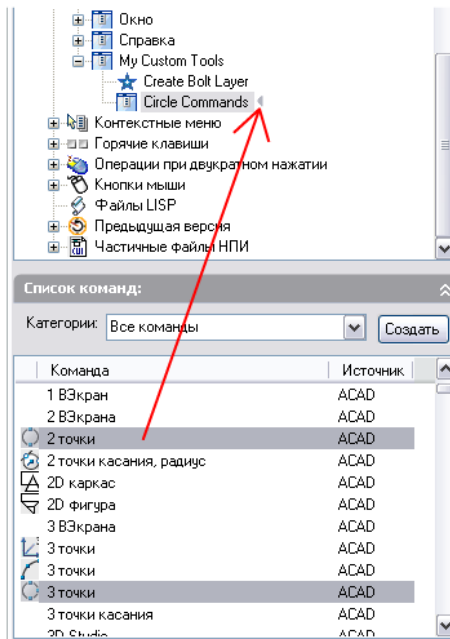 Окно
Справка
My Custom Tools
Create Bolt Layer
Circle Commands
Контекстные меню
Горячие клавиши
Операции при двукратном нажатии
Кнопки мыши
Файлы LISP
Предыдущая версия
Частичные файлы НПИ
Список команд:
Категории: Все команды Создать
Команда Источник
1 ВЭкран ACAD
2 ВЭкрана ACAD
2 точки ACAD
2 точки касания, радиус ACAD
2D каркас ACAD
2D фигура ACAD
3 ВЭкрана ACAD
3 точки ACAD
3 точки ACAD
3 точки ACAD
3 точки касания ACAD
3D Studio ACAD